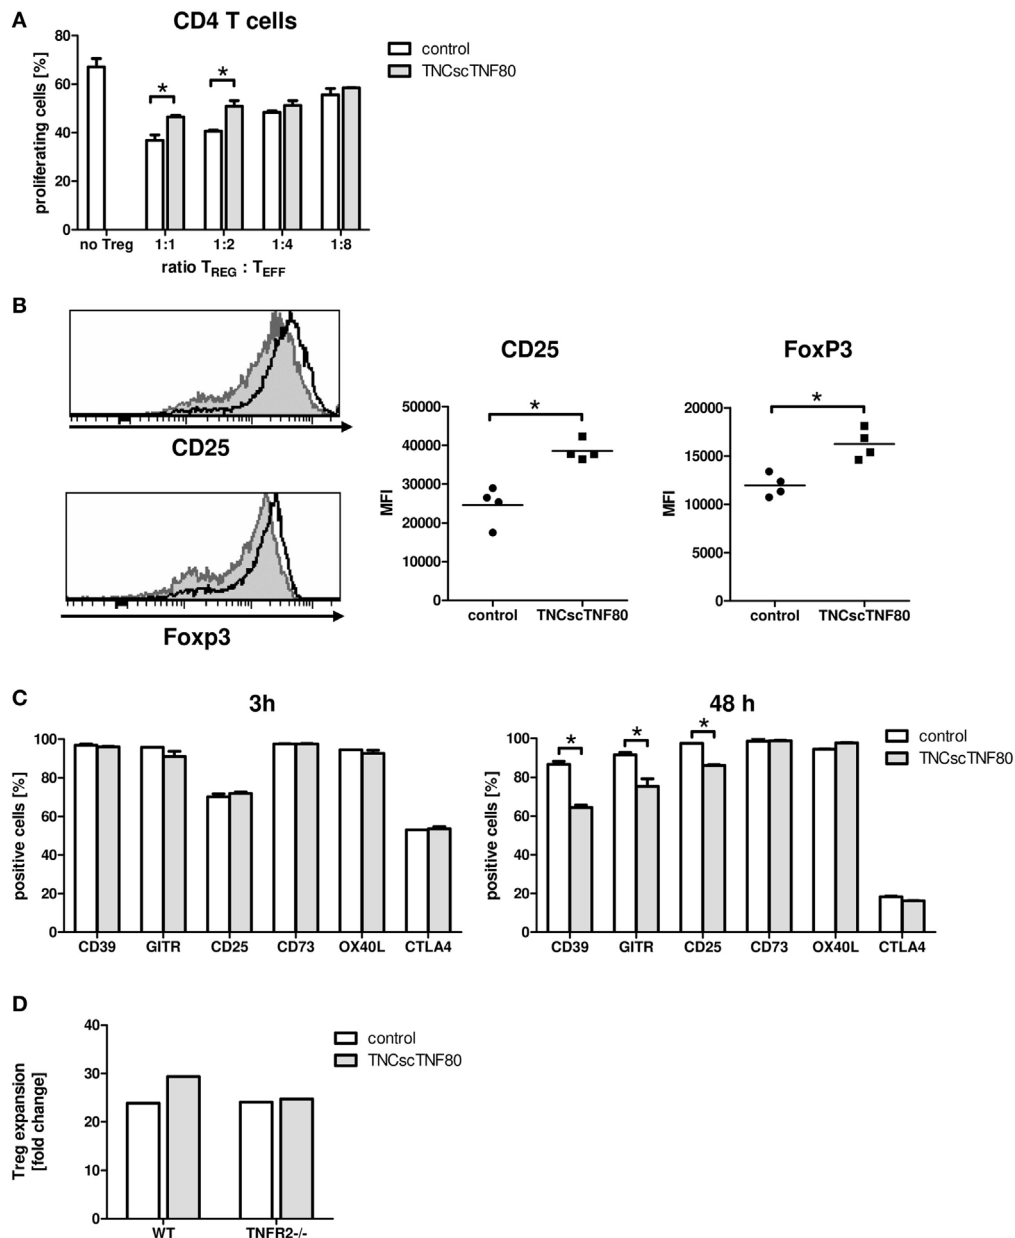 A
CD4 T cells
control
TNCscTNF80
proliferating cells [%]
80
60
40
20
0
* *
no Treg 1:1 1:2 1:4 1:8
ratio TREG : TEFF
B
CD25
Foxp3
CD25
MFI
50000
40000
30000
20000
10000
0
*
control TNCscTNF80
FoxP3
MFI
20000
15000
10000
5000
0
*
control TNCscTNF80
C
3h
positive cells [%]
100
80
60
40
20
0
CD39 GITR CD25 CD73 OX40L CTLA4
48 h
positive cells [%]
100
80
60
40
20
0
* * *
CD39 GITR CD25 CD73 OX40L CTLA4
control
TNCscTNF80
D
Treg expansion
[fold change]
40
30
20
10
0
WT TNFR2-/-
control
TNCscTNF80